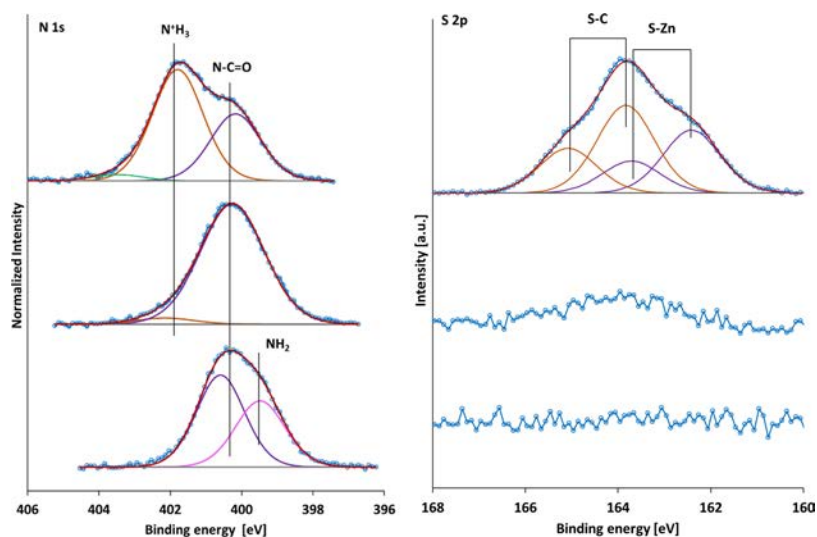 N 1s
N⁺H₃
N-C=O
NH₂
Normalized Intensity
406 404 402 400 398 396
Binding energy [eV]
S 2p
S-C
S-Zn
Intensity [a.u.]
168 166 164 162 160
Binding energy [eV]